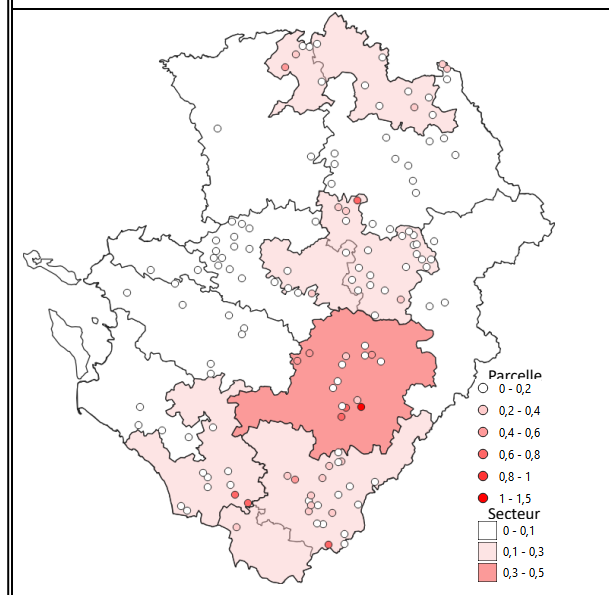 Parcelle
0 - 0,2
0,2 - 0,4
0,4 - 0,6
0,6 - 0,8
0,8 - 1
1 - 1,5
Secteur
0 - 0,1
0,1 - 0,3
0,3 - 0,5